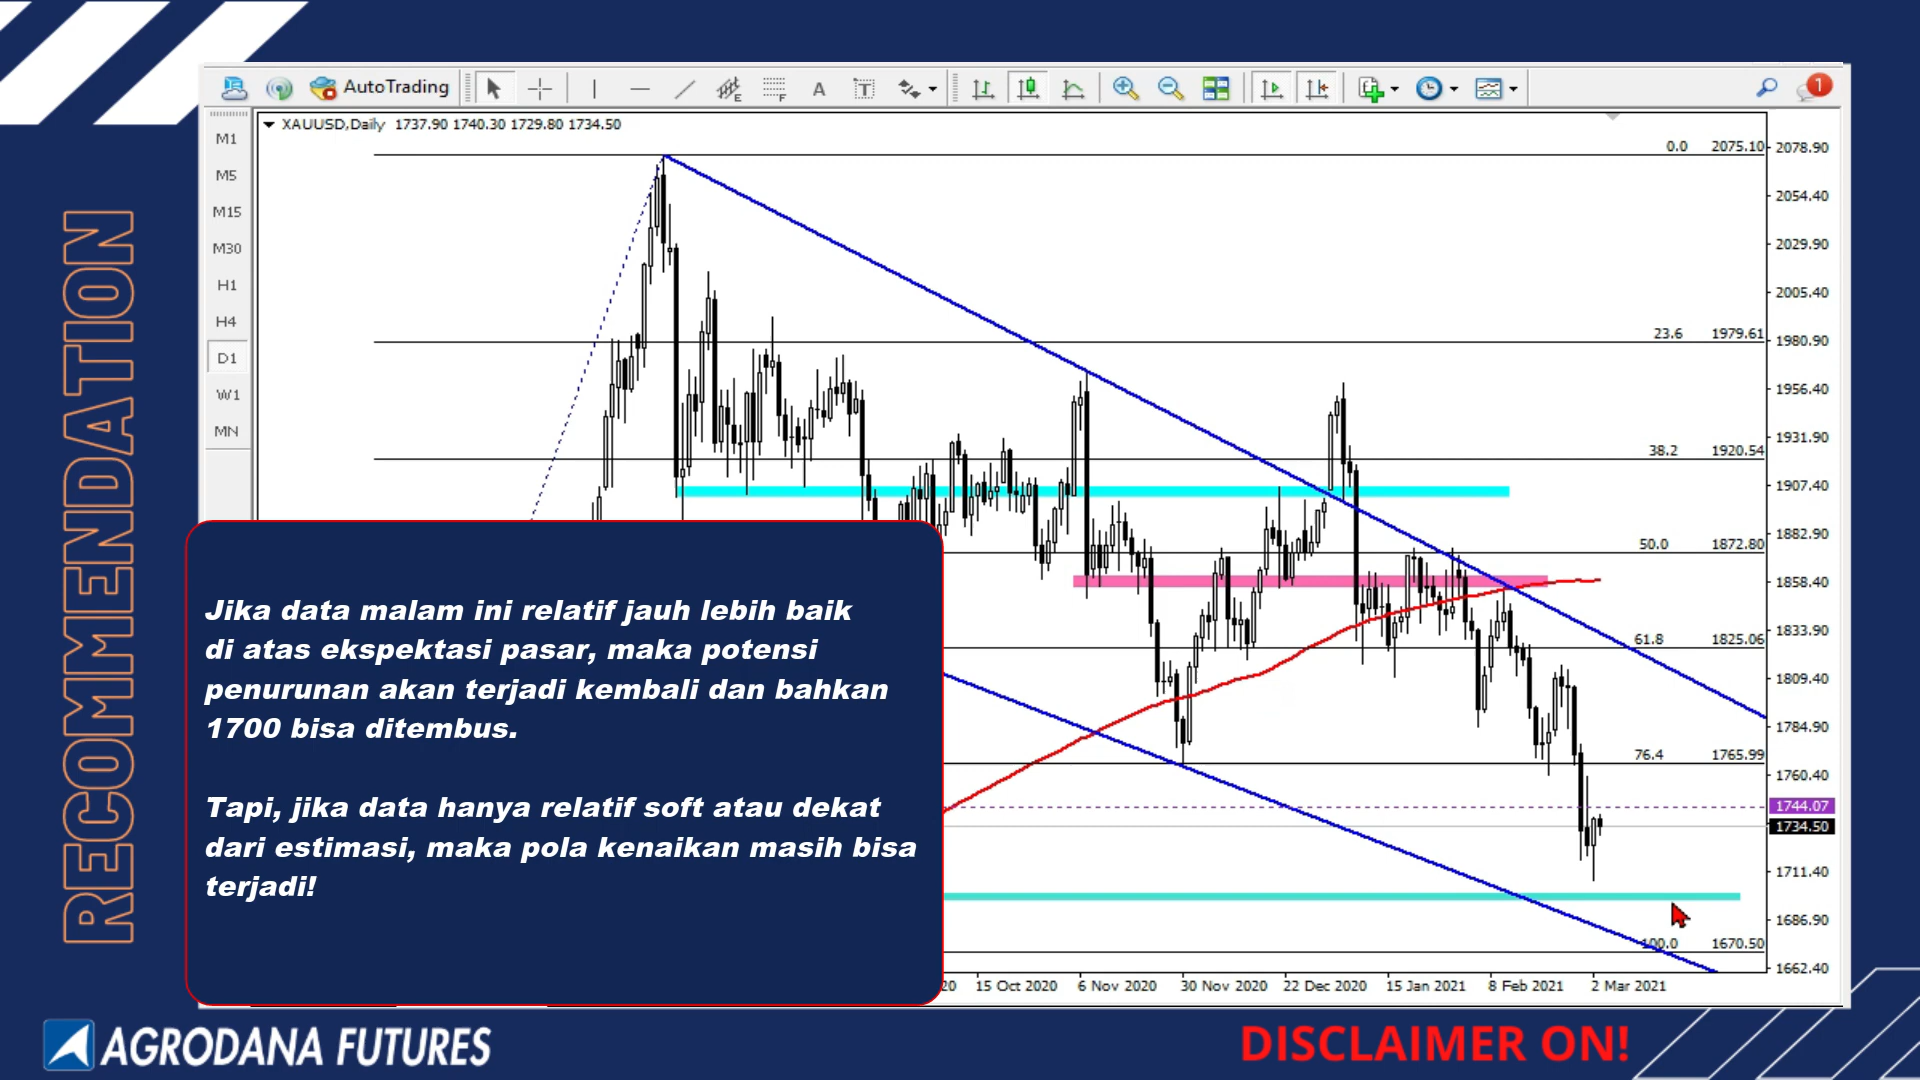 AutoTrading
E
F
A
T
1
M1
M5
M15
M30
H1
H4
D1
W1
MN
XAUUSD,Daily 1737.90 1740.30 1729.80 1734.50
0.0 2075.10
23.6 1979.61
38.2 1920.54
50.0 1872.80
61.8 1825.06
76.4 1765.99
100.0 1670.50
2078.90
2054.40
2029.90
2005.40
1980.90
1956.40
1931.90
1907.40
1882.90
1858.40
1833.90
1809.40
1784.90
1760.40
1744.07
1734.50
1711.40
1686.90
1662.40
20 15 Oct 2020 6 Nov 2020 30 Nov 2020 22 Dec 2020 15 Jan 2021 8 Feb 2021 2 Mar 2021
RECOMMENDATION
Jika data malam ini relatif jauh lebih baik
di atas ekspektasi pasar, maka potensi
penurunan akan terjadi kembali dan bahkan
1700 bisa ditembus.
Tapi, jika data hanya relatif soft atau dekat
dari estimasi, maka pola kenaikan masih bisa
terjadi!
AGRODANA FUTURES
DISCLAIMER ON!